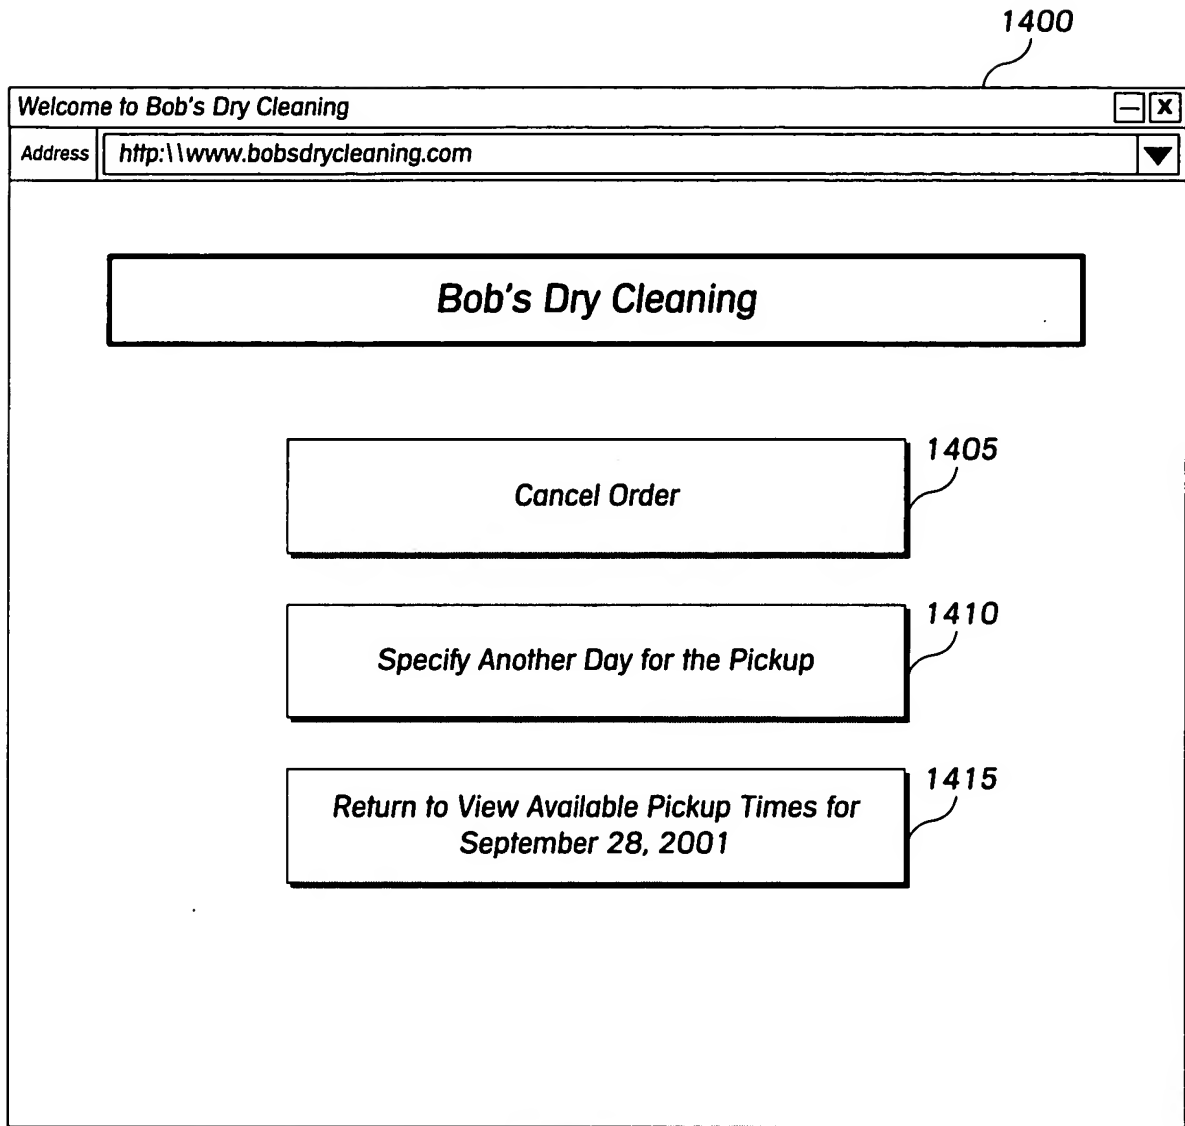 1400
Welcome to Bob's Dry Cleaning
— X
Address http:\\www.bobsdrycleaning.com
Bob's Dry Cleaning
1405
Cancel Order
1410
Specify Another Day for the Pickup
1415
Return to View Available Pickup Times for
September 28, 2001